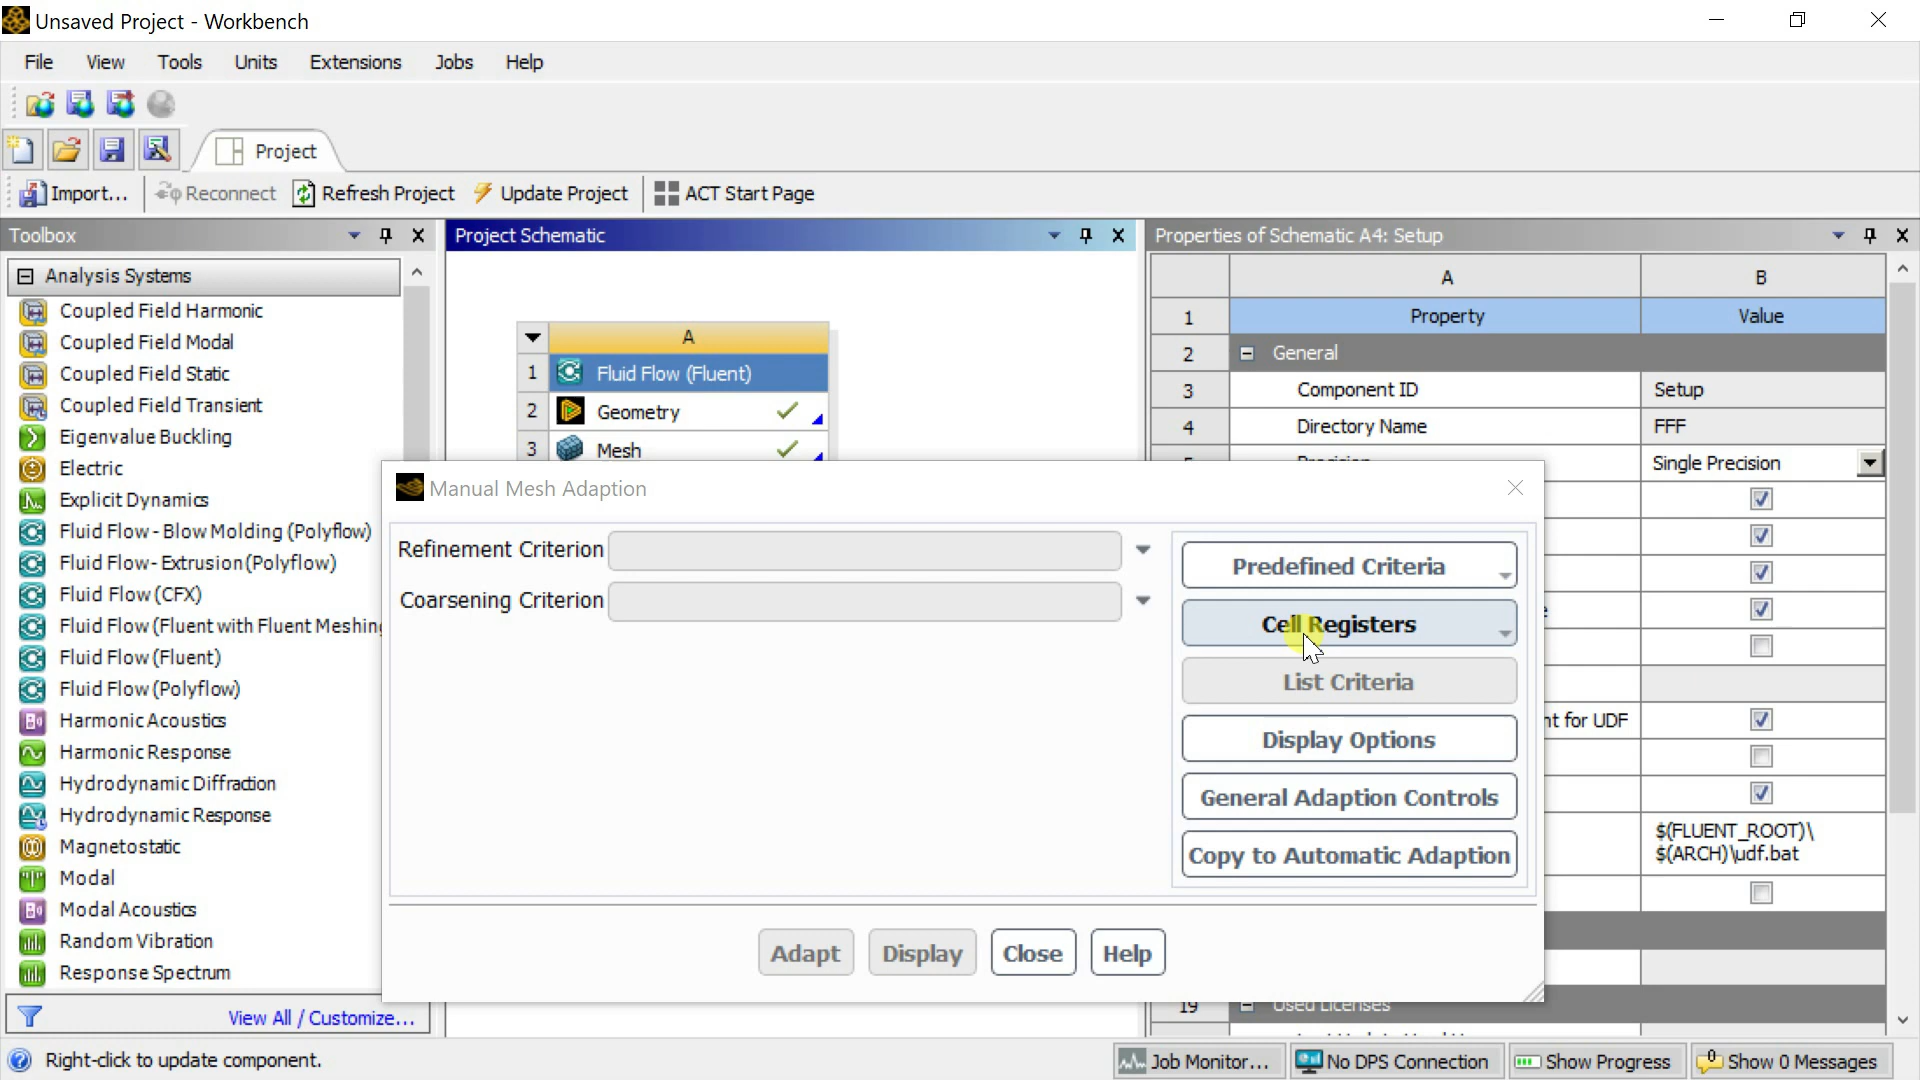 Unsaved Project - Workbench
File View Tools Units Extensions Jobs Help
Project
Import... Reconnect Refresh Project Update Project ACT Start Page
Toolbox
Analysis Systems
Coupled Field Harmonic
Coupled Field Modal
Coupled Field Static
Coupled Field Transient
Eigenvalue Buckling
Electric
Explicit Dynamics
Fluid Flow - Blow Molding (Polyflow)
Fluid Flow - Extrusion (Polyflow)
Fluid Flow (CFX)
Fluid Flow (Fluent with Fluent Meshing
Fluid Flow (Fluent)
Fluid Flow (Polyflow)
Harmonic Acoustics
Harmonic Response
Hydrodynamic Diffraction
Hydrodynamic Response
Magnetostatic
Modal
Modal Acoustics
Random Vibration
Response Spectrum
View All / Customize...
Project Schematic
A
1 Fluid Flow (Fluent)
2 Geometry
3 Mesh
Properties of Schematic A4: Setup
A B
1 Property Value
2 General
3 Component ID Setup
4 Directory Name FFF
Single Precision
nt for UDF
$(FLUENT_ROOT)\
$(ARCH)\udf.bat
19 Used Licenses
Manual Mesh Adaption
Refinement Criterion
Coarsening Criterion
Predefined Criteria
Cell Registers
List Criteria
Display Options
General Adaption Controls
Copy to Automatic Adaption
Adapt Display Close Help
Right-click to update component.
Job Monitor... No DPS Connection Show Progress 0 Show 0 Messages